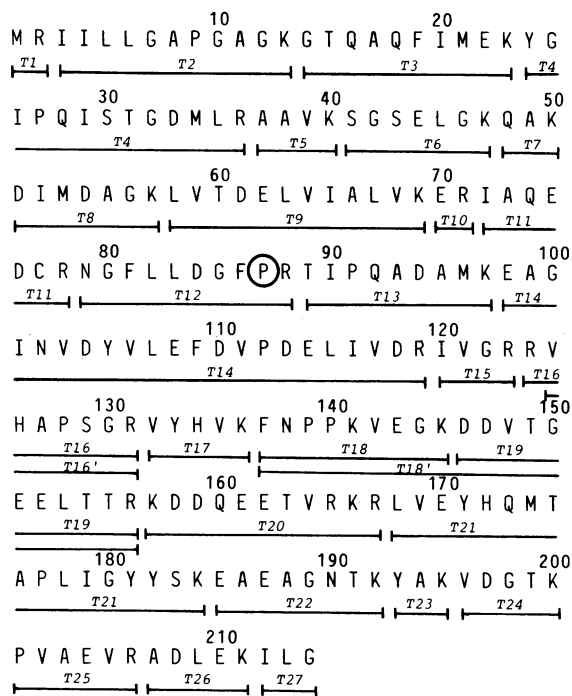 10 20
M R I I L L G A P G A G K G T Q A Q F I M E K Y G
T1 T2 T3 T4
30 40 50
I P Q I S T G D M L R A A V K S G S E L G K Q A K
T4 T5 T6 T7
60 70
D I M D A G K L V T D E L V I A L V K E R I A Q E
T8 T9 T10 T11
80 90 100
D C R N G F L L D G F P R T I P Q A D A M K E A G
T11 T12 T13 T14
110 120
I N V D Y V L E F D V P D E L I V D R I V G R R V
T14 T15 T16
130 140 150
H A P S G R V Y H V K F N P P K V E G K D D V T G
T16 T17 T18 T19
T16' T18'
160 170
E E L T T R K D D Q E E T V R K R L V E Y H Q M T
T19 T20 T21
180 190 200
A P L I G Y Y S K E A E A G N T K Y A K V D G T K
T21 T22 T23 T24
210
P V A E V R A D L E K I L G
T25 T26 T27